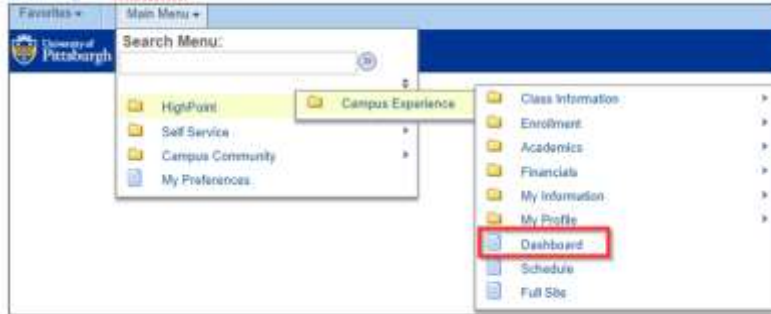 Favorites
Main Menu
University of
Pittsburgh
Search Menu:
HighPoint
Self Service
Campus Community
My Preferences
Campus Experience
Class Information
Enrollment
Academics
Financials
My Information
My Profile
Dashboard
Schedule
Full Site